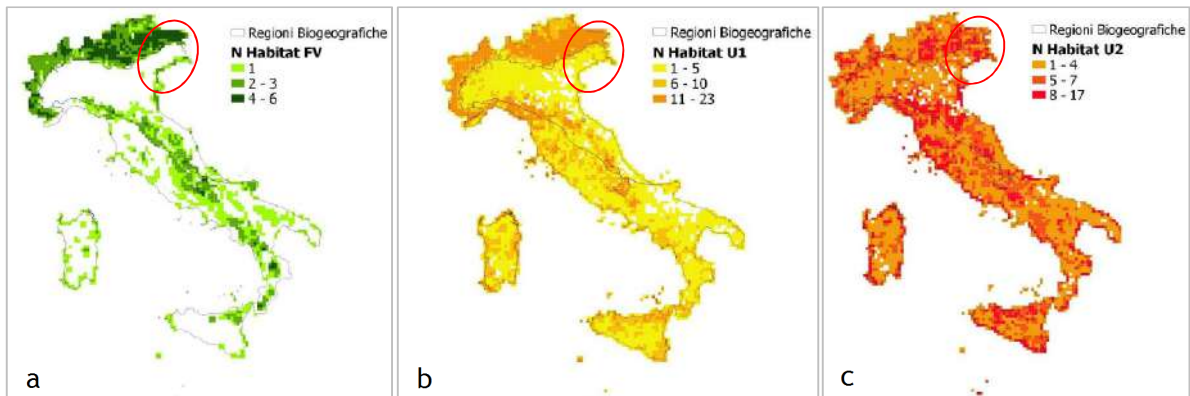 Regioni Biogeografiche
N Habitat FV
1
2 - 3
4 - 6
a
Regioni Biogeografiche
N Habitat U1
1 - 5
6 - 10
11 - 23
b
Regioni Biogeografiche
N Habitat U2
1 - 4
5 - 7
8 - 17
c